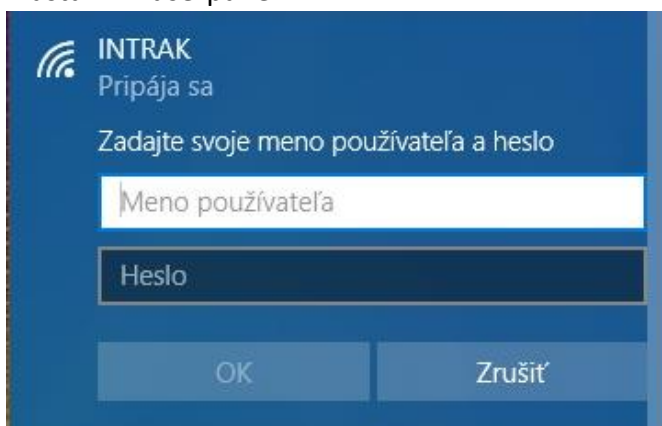 INTRAK
Pripája sa
Zadajte svoje meno používateľa a heslo
Meno používateľa
Heslo
OK
Zrušiť